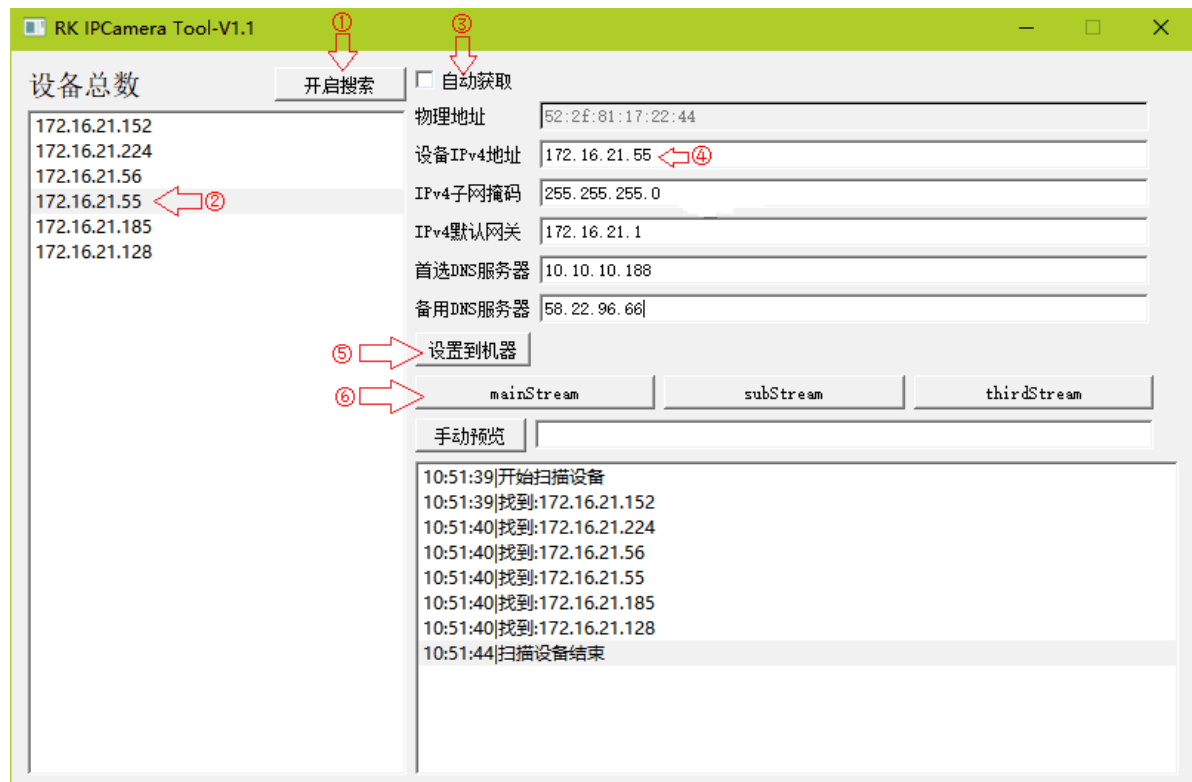 RK IPCamera Tool-V1.1
①
③
设备总数
开启搜索
自动获取
172.16.21.152
172.16.21.224
172.16.21.56
172.16.21.55 ②
172.16.21.185
172.16.21.128
物理地址 52:2f:81:17:22:44
设备IPv4地址 172.16.21.55 ④
IPv4子网掩码 255.255.255.0
IPv4默认网关 172.16.21.1
首选DNS服务器 10.10.10.188
备用DNS服务器 58.22.96.66
⑤ 设置到机器
⑥ mainStream subStream thirdStream
手动预览
10:51:39|开始扫描设备
10:51:39|找到:172.16.21.152
10:51:40|找到:172.16.21.224
10:51:40|找到:172.16.21.56
10:51:40|找到:172.16.21.55
10:51:40|找到:172.16.21.185
10:51:40|找到:172.16.21.128
10:51:44|扫描设备结束